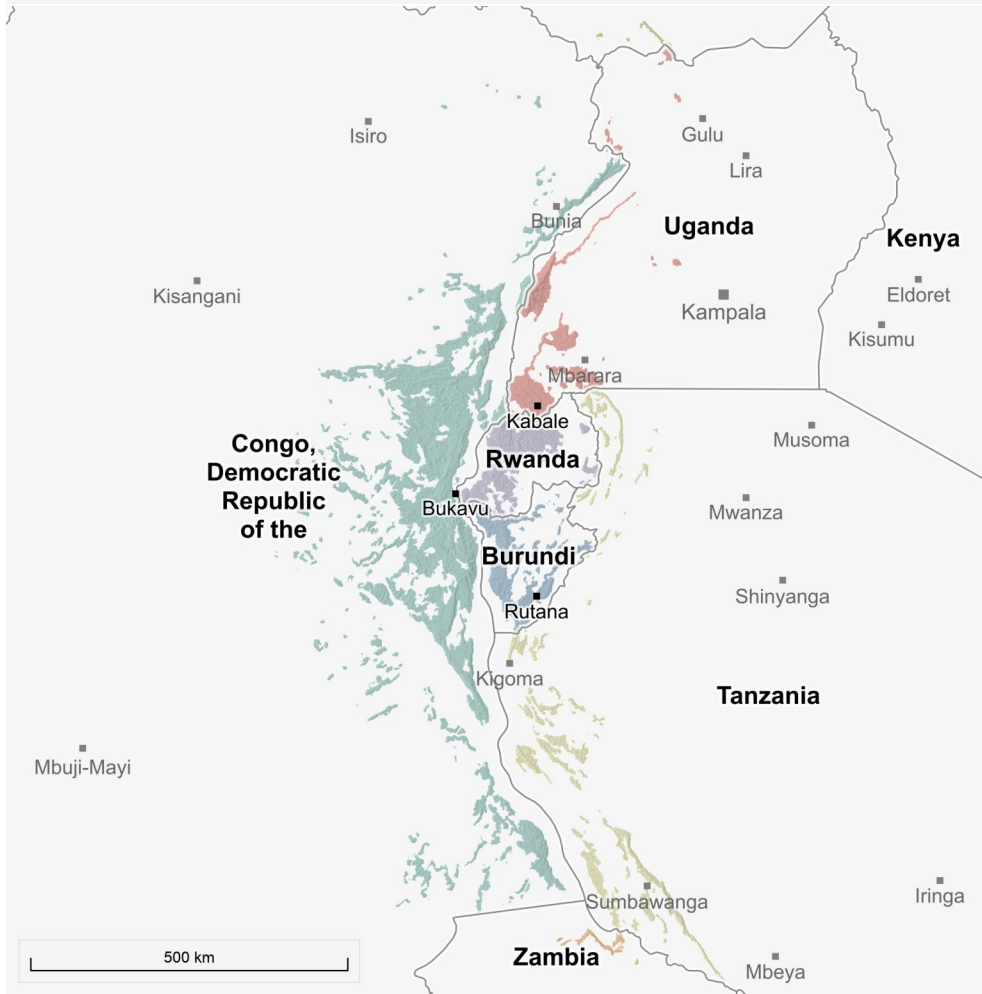 Gulu
Isiro
Lira
Bunia
Uganda
Kenya
Kisangani
Eldoret
Kampala
Kisumu
Mbarara
Kabale
Musoma
Congo,
Democratic
Republic
of the
Rwanda
Bukavu
Mwanza
Burundi
Shinyanga
Rutana
Kigoma
Tanzania
Mbuji-Mayi
Iringa
Sumbawanga
500 km
Zambia
Mbeya